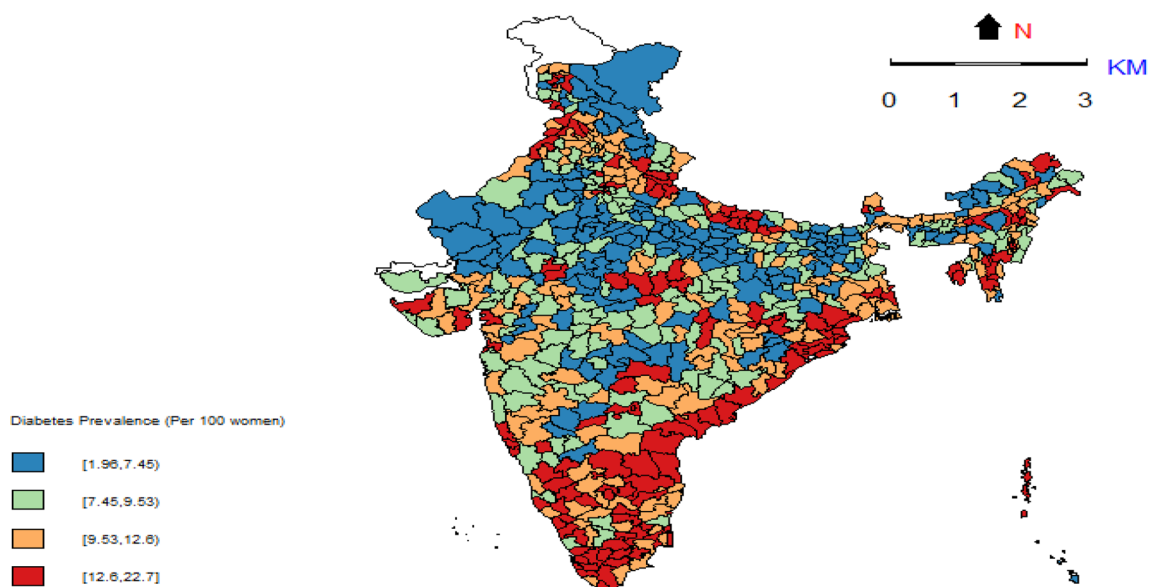 N
KM
0 1 2 3
Diabetes Prevalence (Per 100 women)
[1.96,7.45)
[7.45,9.53)
[9.53,12.6)
[12.6,22.7]